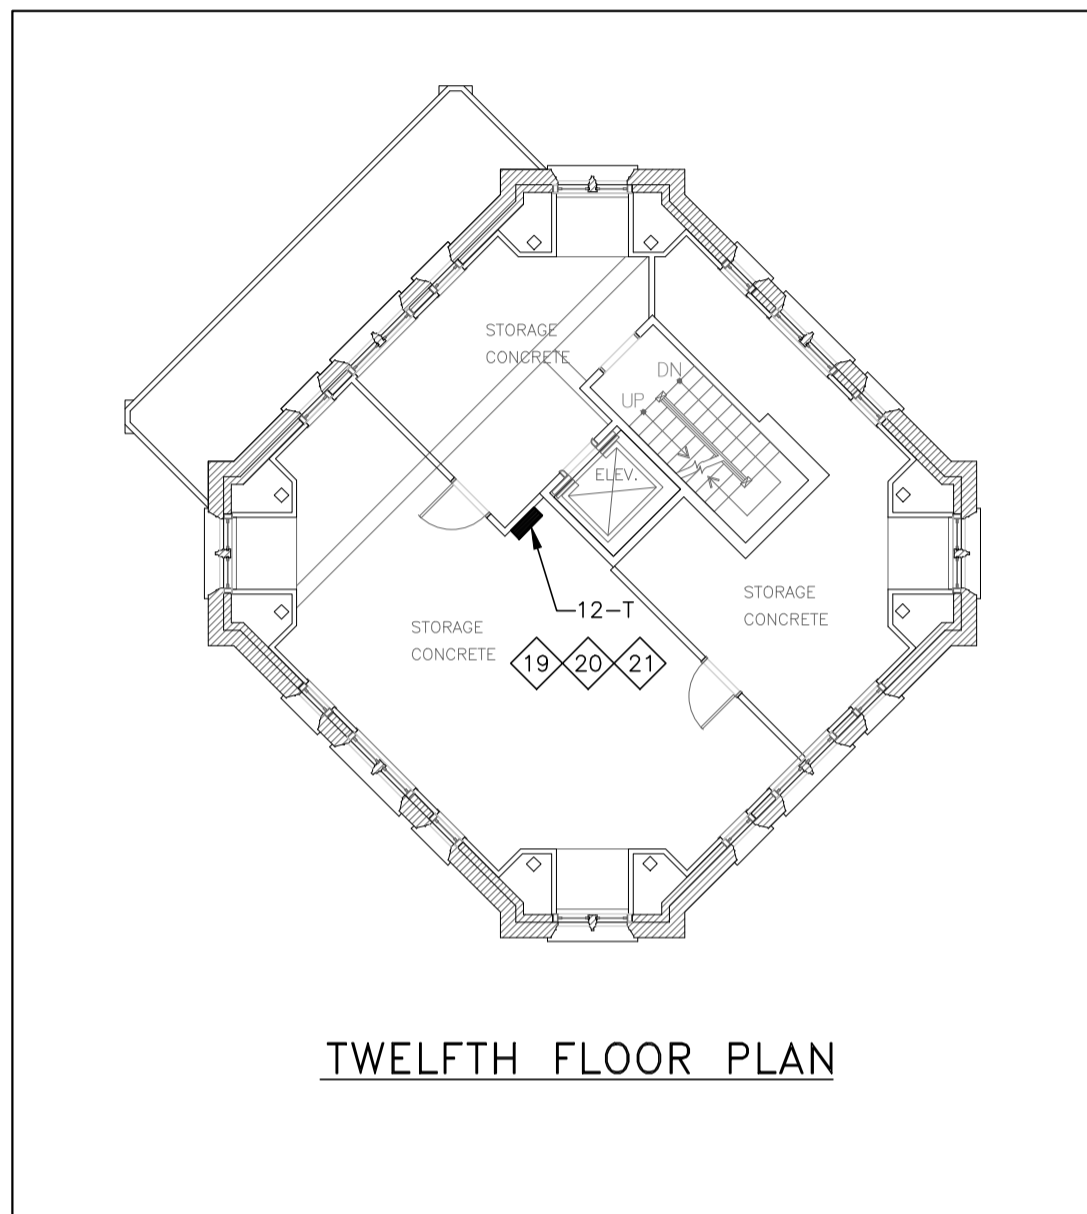 STORAGE
CONCRETE
DN
UP
ELEV.
12-T
STORAGE
CONCRETE
STORAGE
CONCRETE
19 20 21
TWELFTH FLOOR PLAN